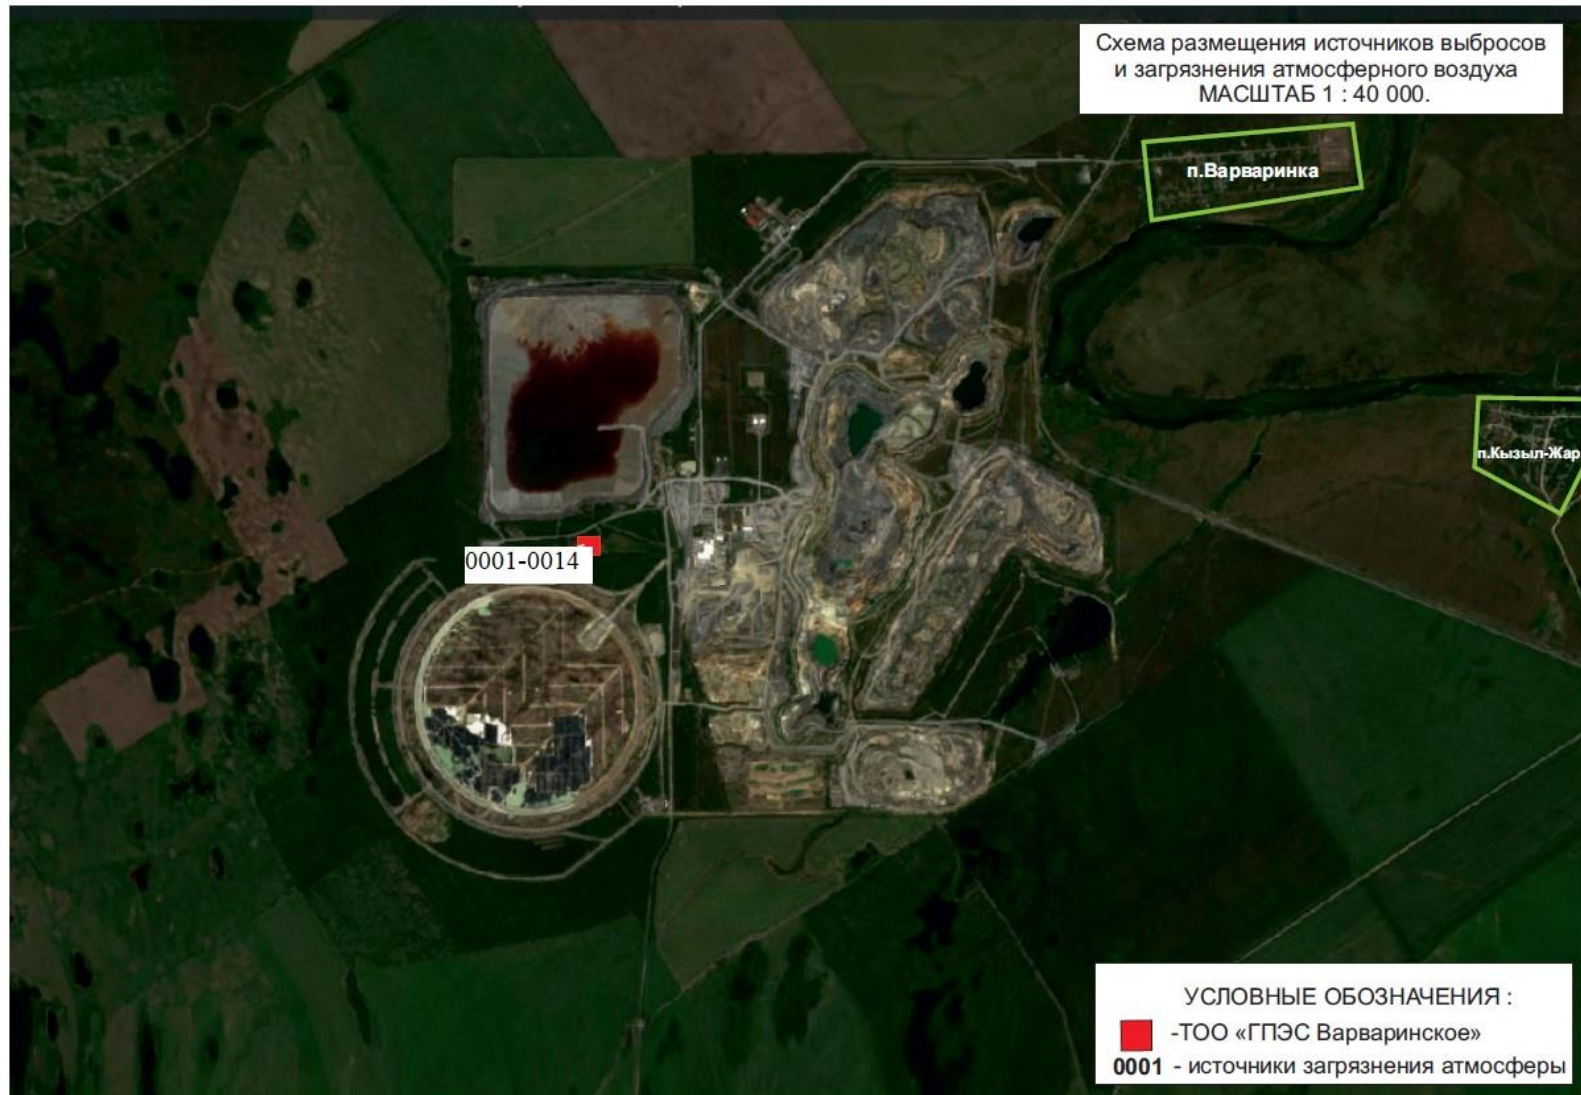 Схема размещения источников выбросов
и загрязнения атмосферного воздуха
МАСШТАБ 1 : 40 000.
п.Варваринка
п.Кызыл-Жар
0001-0014
УСЛОВНЫЕ ОБОЗНАЧЕНИЯ :
-ТОО «ГПЭС Варваринское»
0001 - источники загрязнения атмосферы